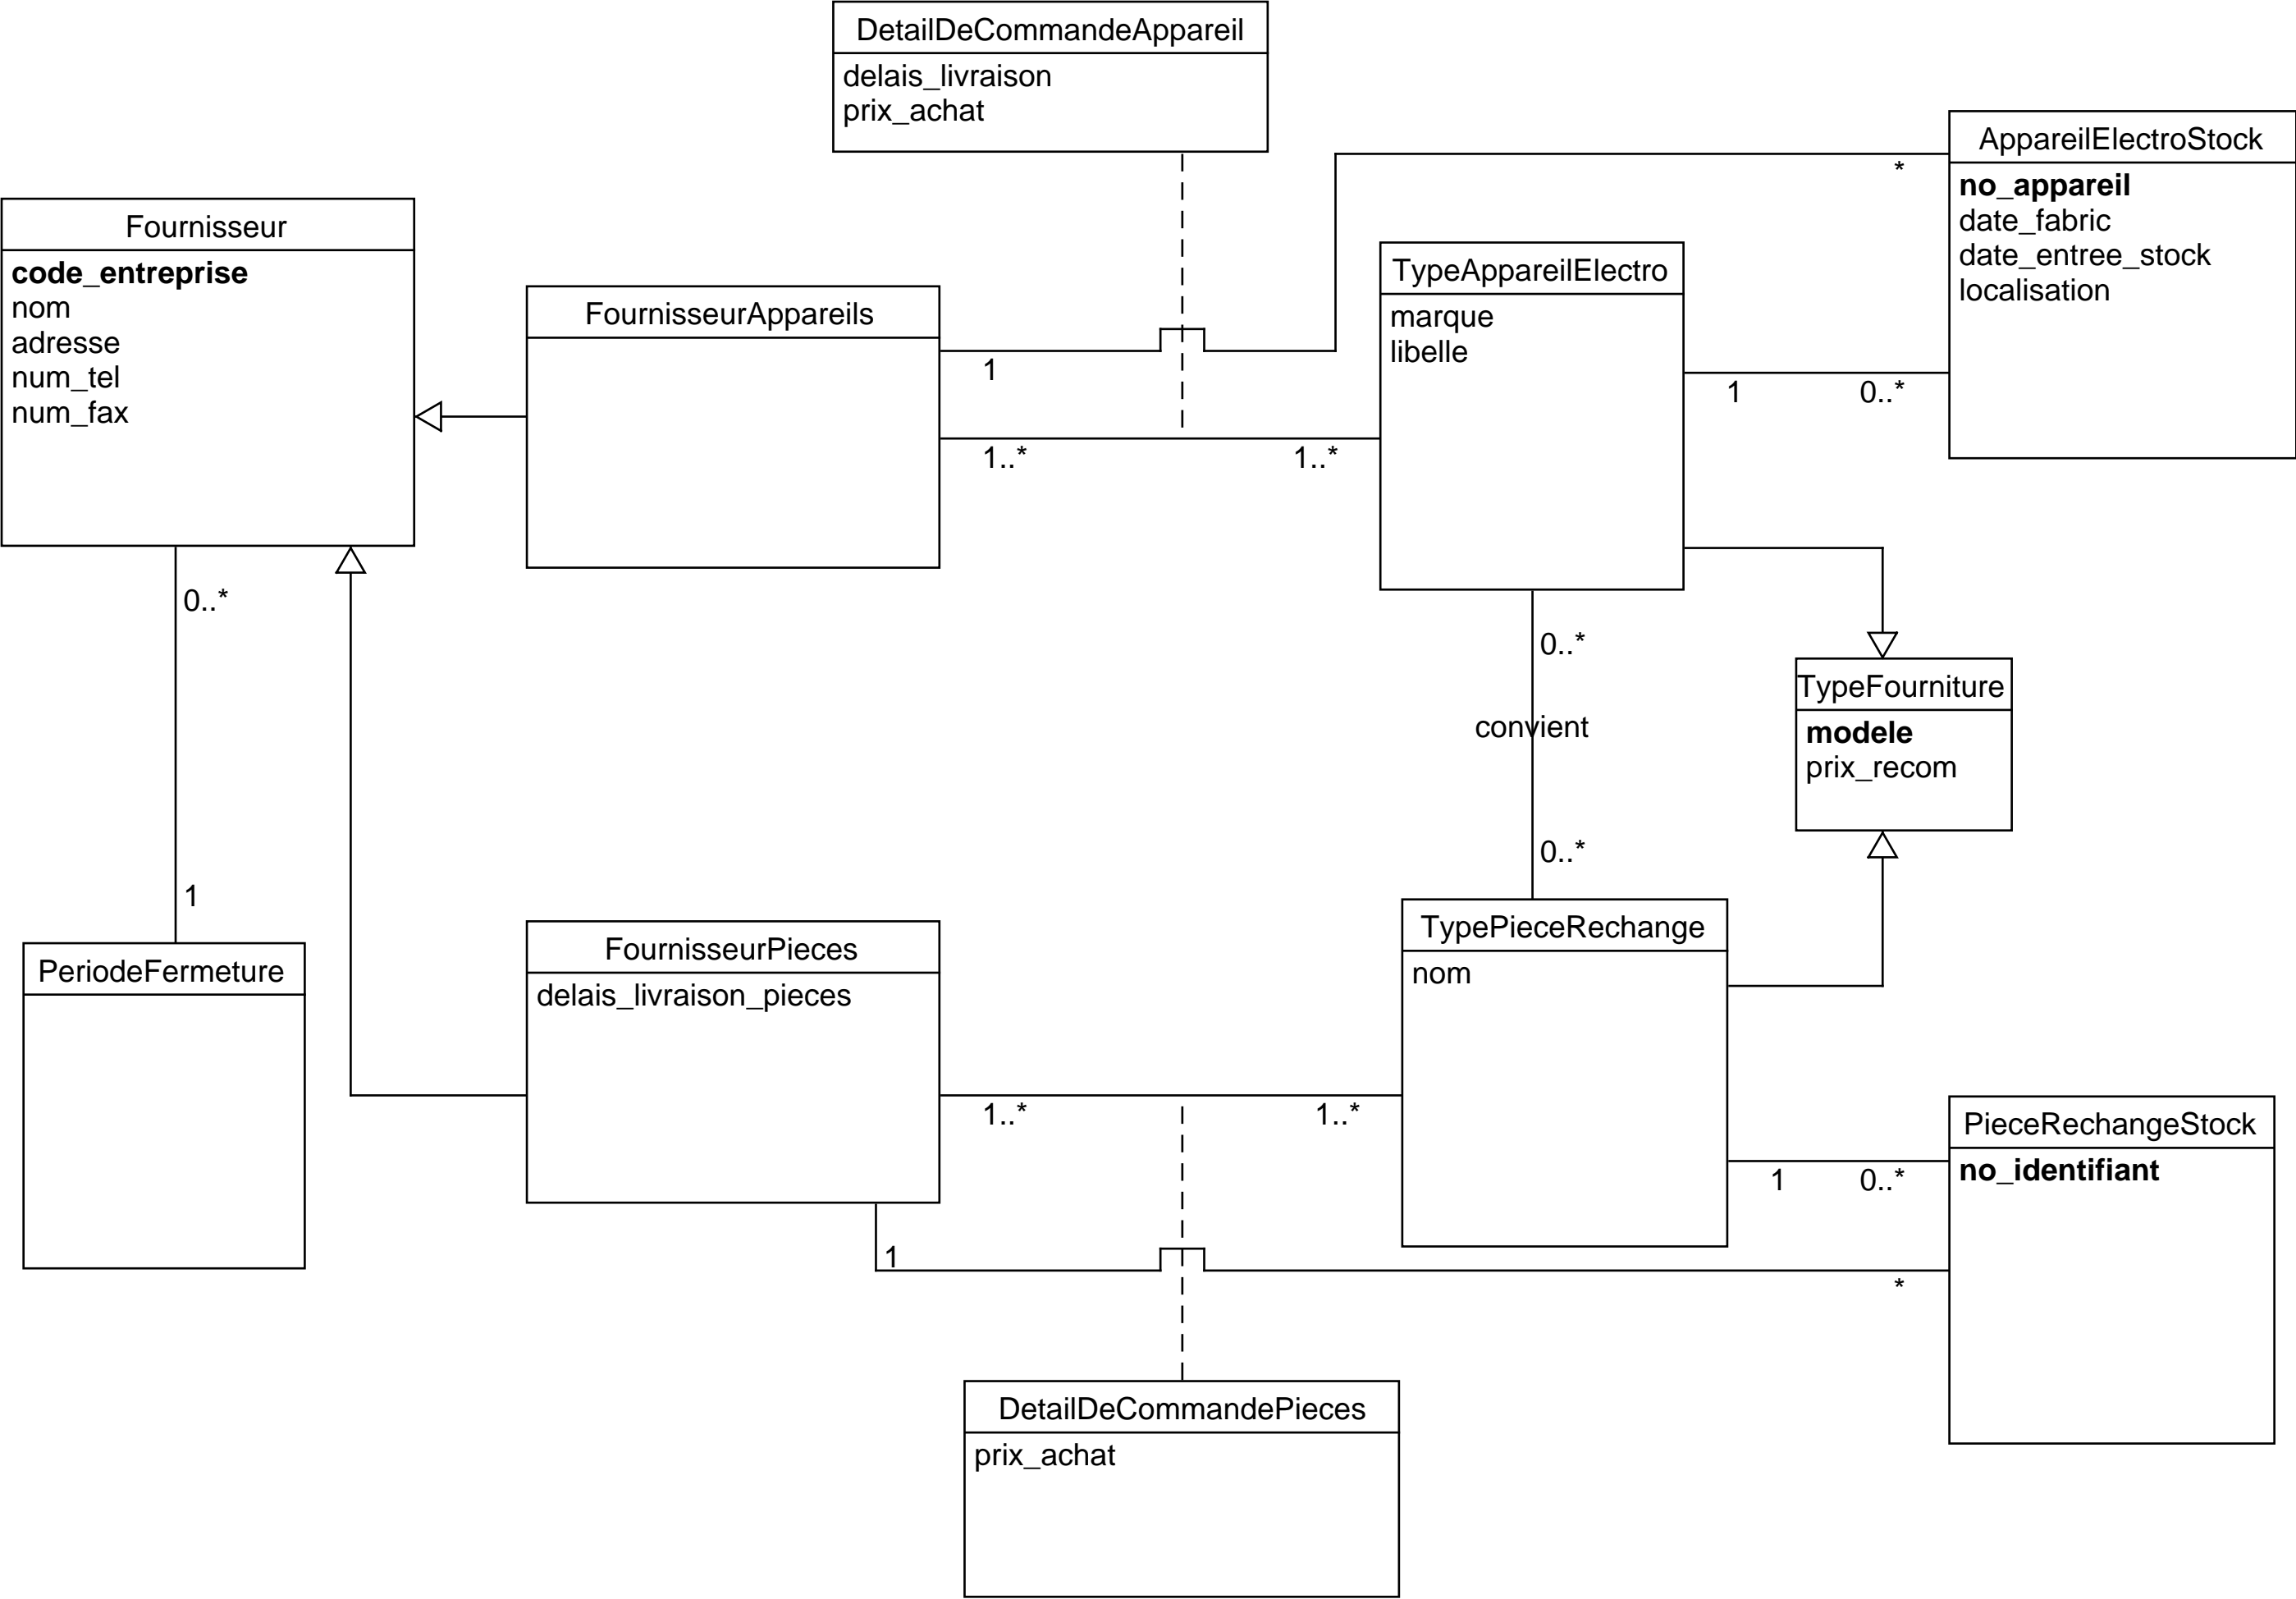 DetailDeCommandeAppareil
delais_livraison
prix_achat
AppareilElectroStock
no_appareil
date_fabric
date_entree_stock
localisation
*
Fournisseur
code_entreprise
nom
adresse
num_tel
num_fax
FournisseurAppareils
TypeAppareilElectro
marque
libelle
1
1
0..*
1..*
1..*
0..*
0..*
convient
TypeFourniture
modele
prix_recom
0..*
1
PeriodeFermeture
FournisseurPieces
delais_livraison_pieces
TypePieceRechange
nom
1..*
1..*
PieceRechangeStock
no_identifiant
1
0..*
1
*
DetailDeCommandePieces
prix_achat